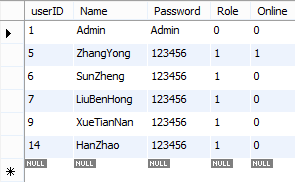 userID Name Password Role Online
1 Admin Admin 0 0
5 ZhangYong 123456 1 1
6 SunZheng 123456 1 0
7 LiuBenHong 123456 1 0
9 XueTianNan 123456 1 0
14 HanZhao 123456 1 0
NULL NULL NULL NULL NULL